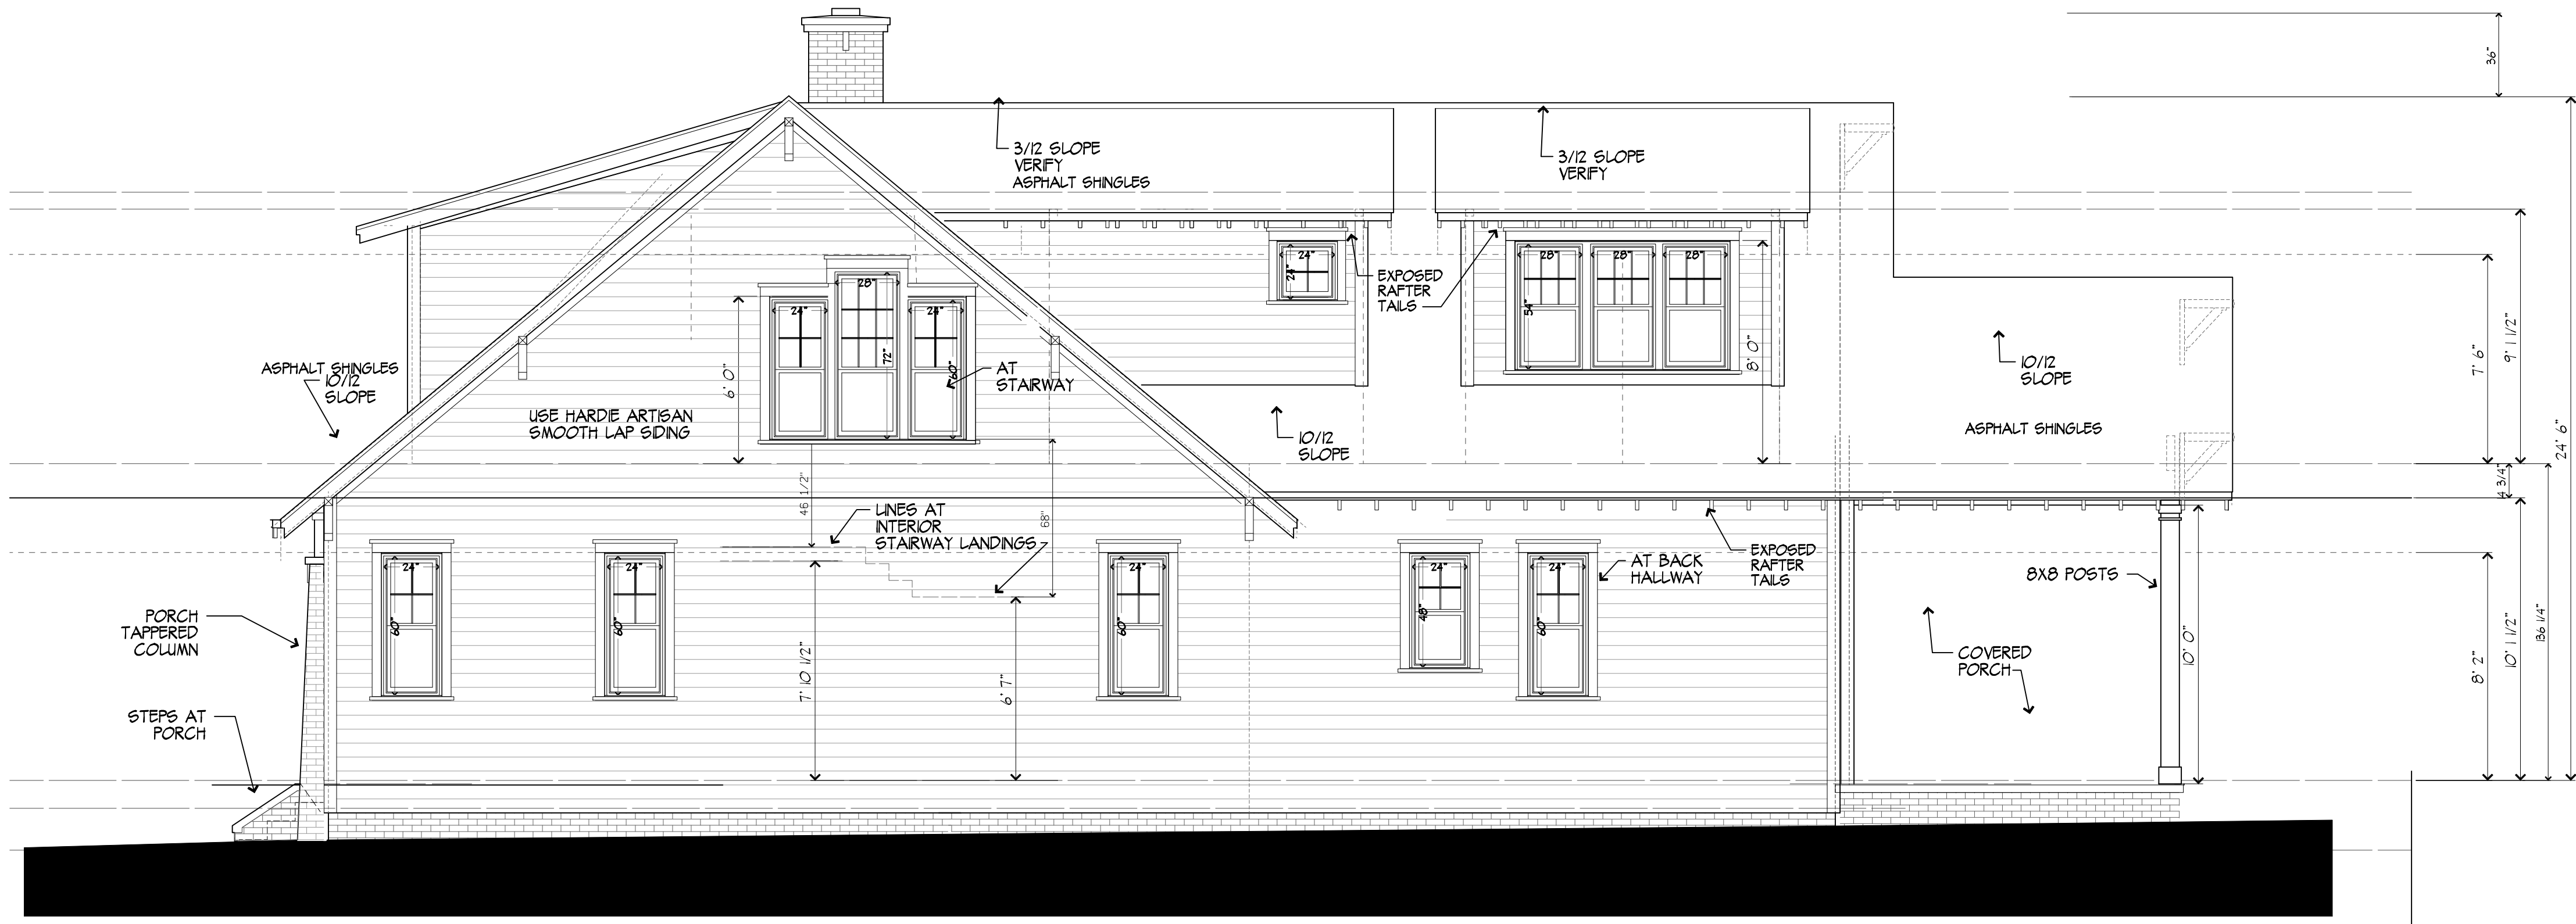 36"
3/12 SLOPE
VERIFY
ASPHALT SHINGLES
3/12 SLOPE
VERIFY
24"
24"
EXPOSED
RAFTER
TAILS
28"
28"
28"
54"
8' 0"
28"
24"
24"
72"
60"
6' 0"
AT
STAIRWAY
ASPHALT SHINGLES
10/12
SLOPE
USE HARDIE ARTISAN
SMOOTH LAP SIDING
10/12
SLOPE
10/12
SLOPE
ASPHALT SHINGLES
7' 6"
9' 1 1/2"
24' 6"
4 3/4"
46 1/2"
68"
LINES AT
INTERIOR
STAIRWAY LANDINGS
24"
60"
24"
60"
24"
60"
24"
48"
24"
60"
AT BACK
HALLWAY
EXPOSED
RAFTER
TAILS
8X8 POSTS
PORCH
TAPPERED
COLUMN
7' 10 1/2"
6' 7"
COVERED
PORCH
10' 0"
8' 2"
10' 1 1/2"
136 1/4"
STEPS AT
PORCH